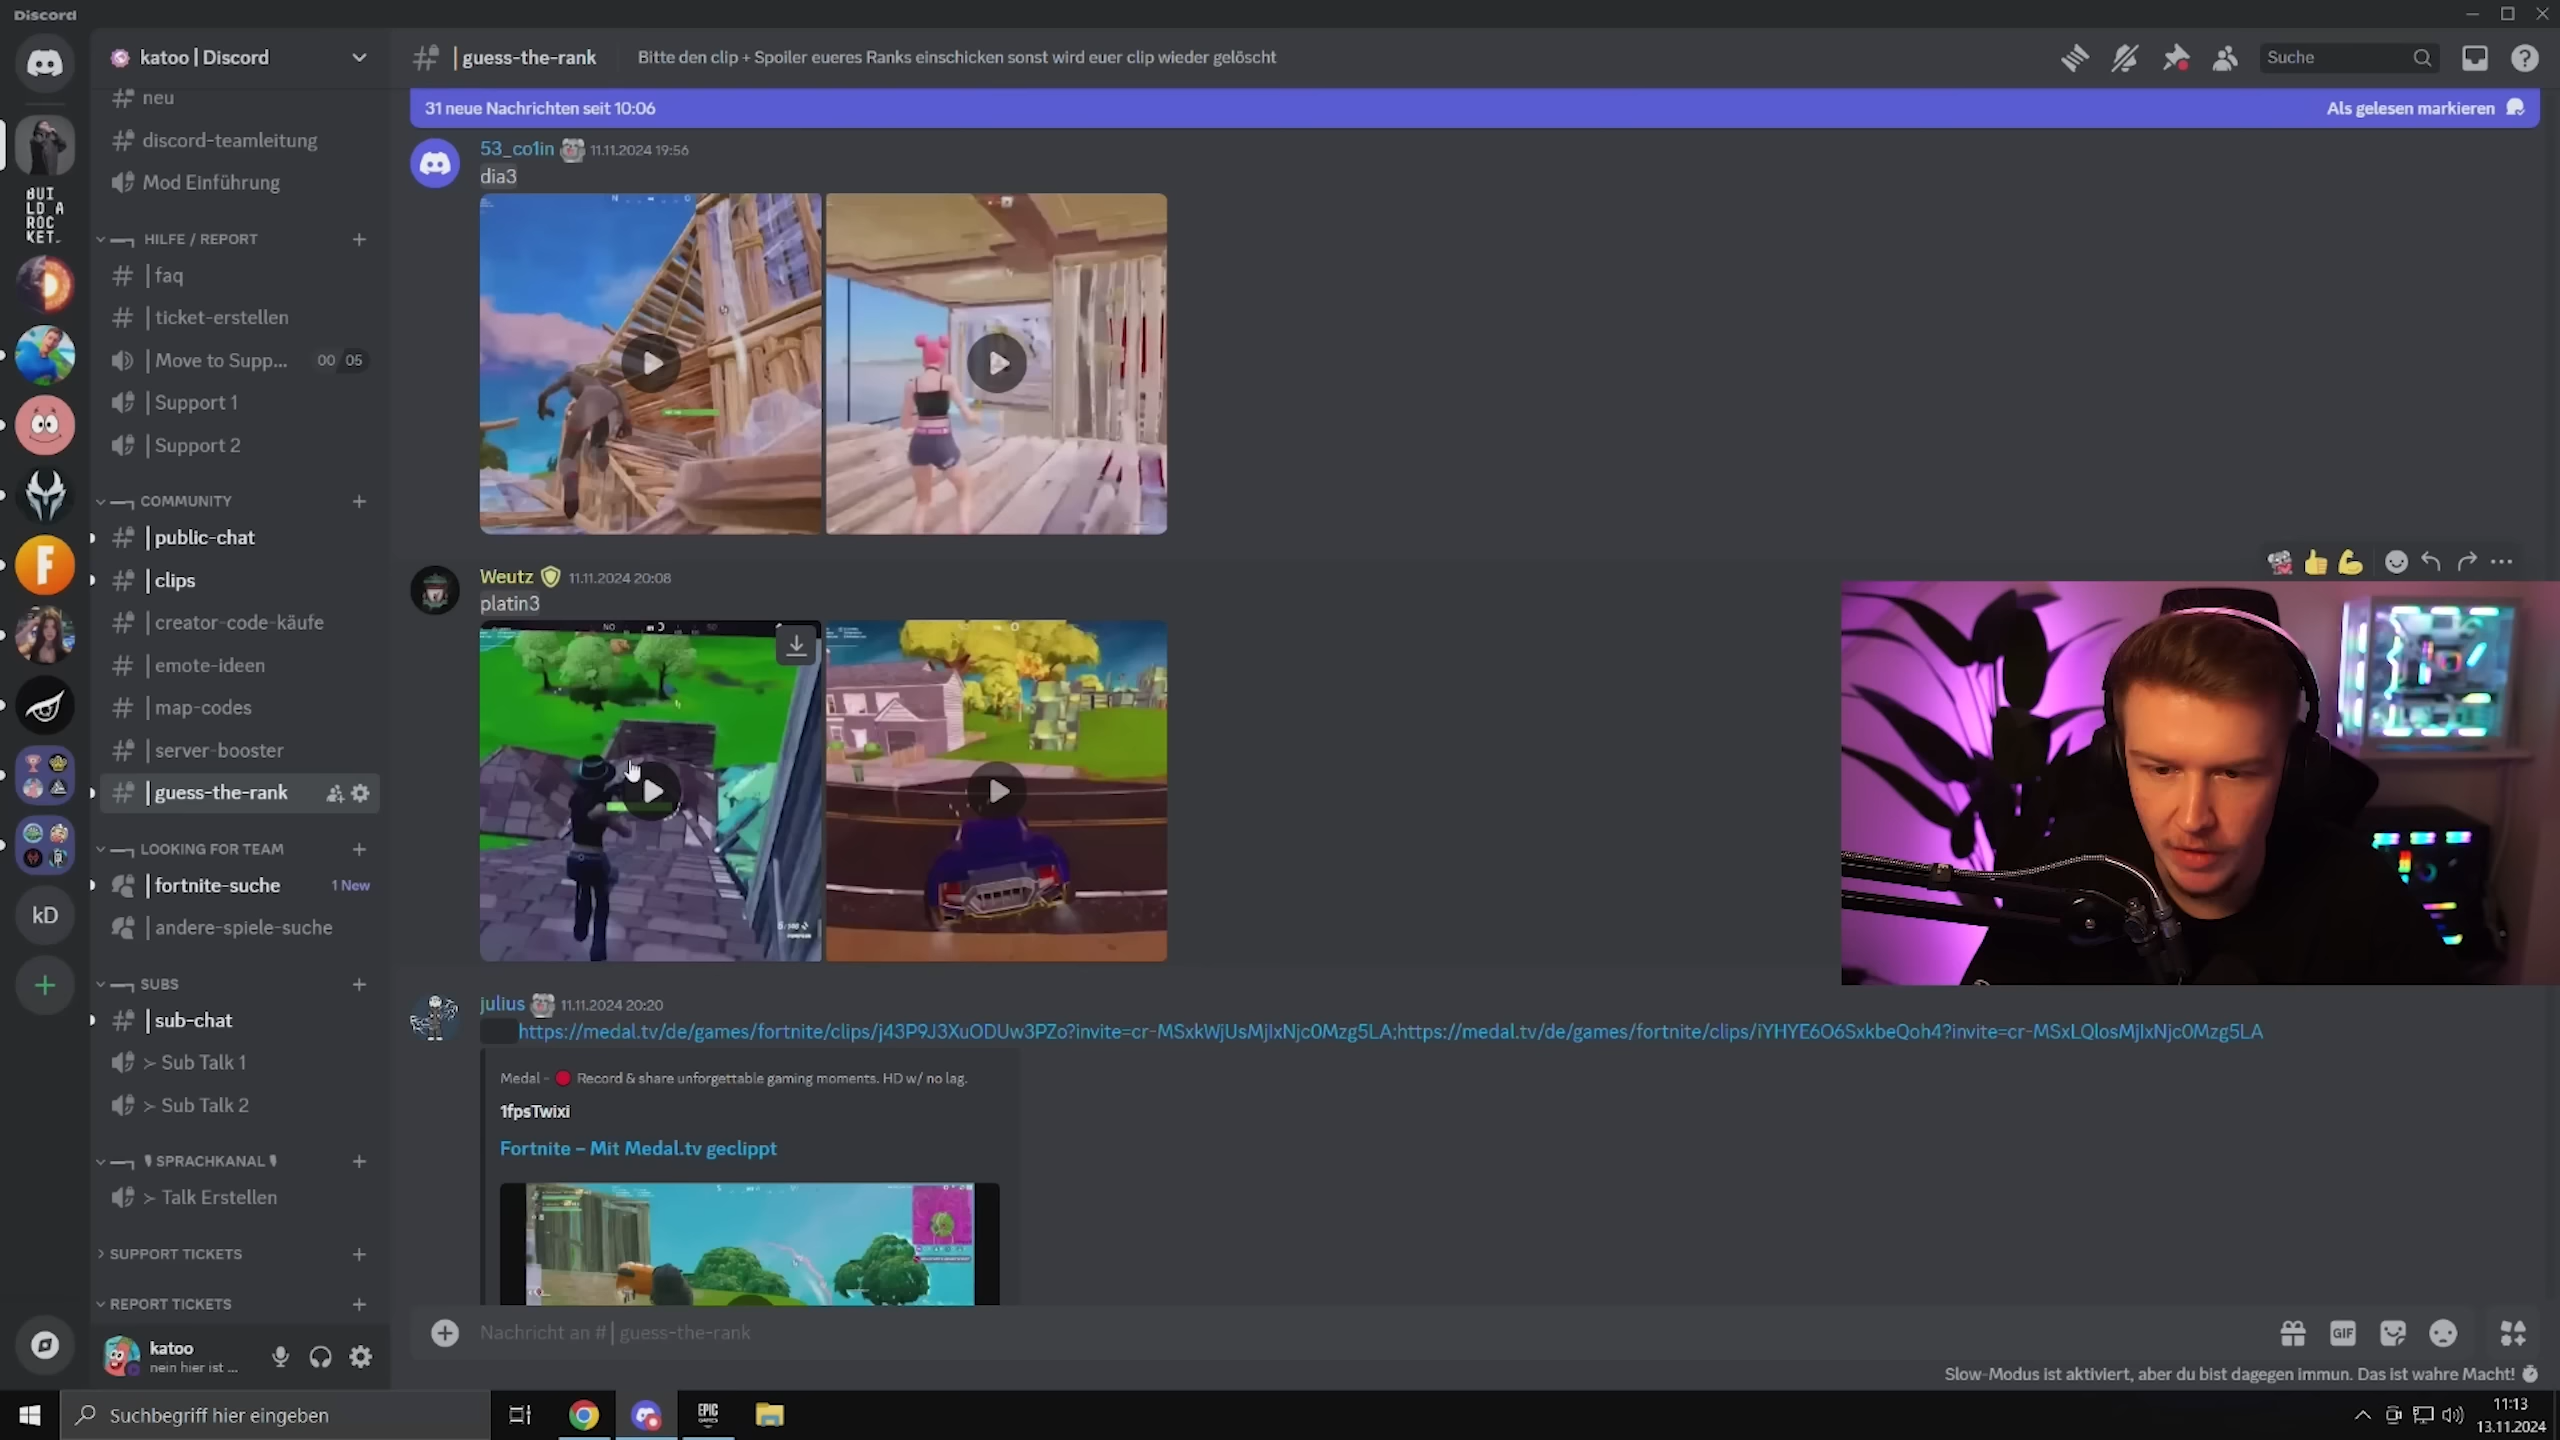 Discord
katoo | Discord
neu
discord-teamleitung
Mod Einführung
HILFE / REPORT
| faq
| ticket-erstellen
| Move to Supp... 00 05
| Support 1
| Support 2
COMMUNITY
| public-chat
| clips
| creator-code-käufe
| emote-ideen
| map-codes
| server-booster
| guess-the-rank
LOOKING FOR TEAM
| fortnite-suche 1 New
| andere-spiele-suche
SUBS
| sub-chat
> Sub Talk 1
> Sub Talk 2
SPRACHKANAL
> Talk Erstellen
SUPPORT TICKETS
REPORT TICKETS
katoo
nein hier ist ...
BUI
LD A
ROC
KET_
F
kD
| guess-the-rank Bitte den clip + Spoiler eueres Ranks einschicken sonst wird euer clip wieder gelöscht
Suche
31 neue Nachrichten seit 10:06 Als gelesen markieren
53_co1in 11.11.2024 19:56
dia3
Weutz 11.11.2024 20:08
platin3
NO
julius 11.11.2024 20:20
https://medal.tv/de/games/fortnite/clips/j43P9J3XuODUw3PZo?invite=cr-MSxkWjUsMjIxNjc0Mzg5LA;https://medal.tv/de/games/fortnite/clips/iYHYE6O6SxkbeQoh4?invite=cr-MSxLQlosMjIxNjc0Mzg5LA
Medal - Record & share unforgettable gaming moments. HD w/ no lag.
1fpsTwixi
Fortnite – Mit Medal.tv geclippt
Nachricht an # | guess-the-rank
GIF
Slow-Modus ist aktiviert, aber du bist dagegen immun. Das ist wahre Macht!
Suchbegriff hier eingeben
EPIC
GAMES
11:13
13.11.2024